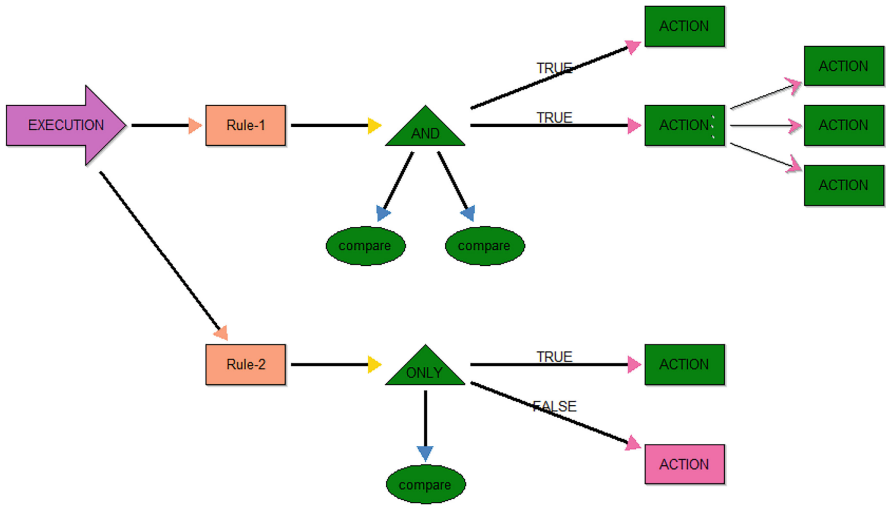 ACTION
TRUE
ACTION
EXECUTION
Rule-1
AND
TRUE
ACTION
ACTION
ACTION
compare
compare
Rule-2
ONLY
TRUE
ACTION
FALSE
ACTION
compare